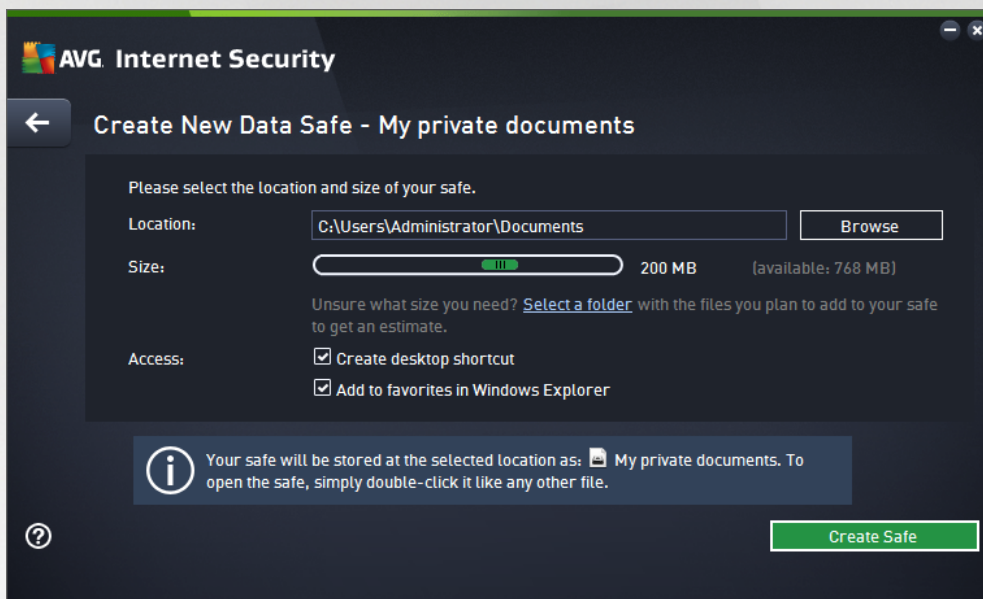 AVG. Internet Security
Create New Data Safe - My private documents
Please select the location and size of your safe.
Location:
C:\Users\Administrator\Documents
Browse
Size:
200 MB
(available: 768 MB)
Unsure what size you need? Select a folder with the files you plan to add to your safe
to get an estimate.
Access:
Create desktop shortcut
Add to favorites in Windows Explorer
Your safe will be stored at the selected location as: My private documents. To
open the safe, simply double-click it like any other file.
Create Safe